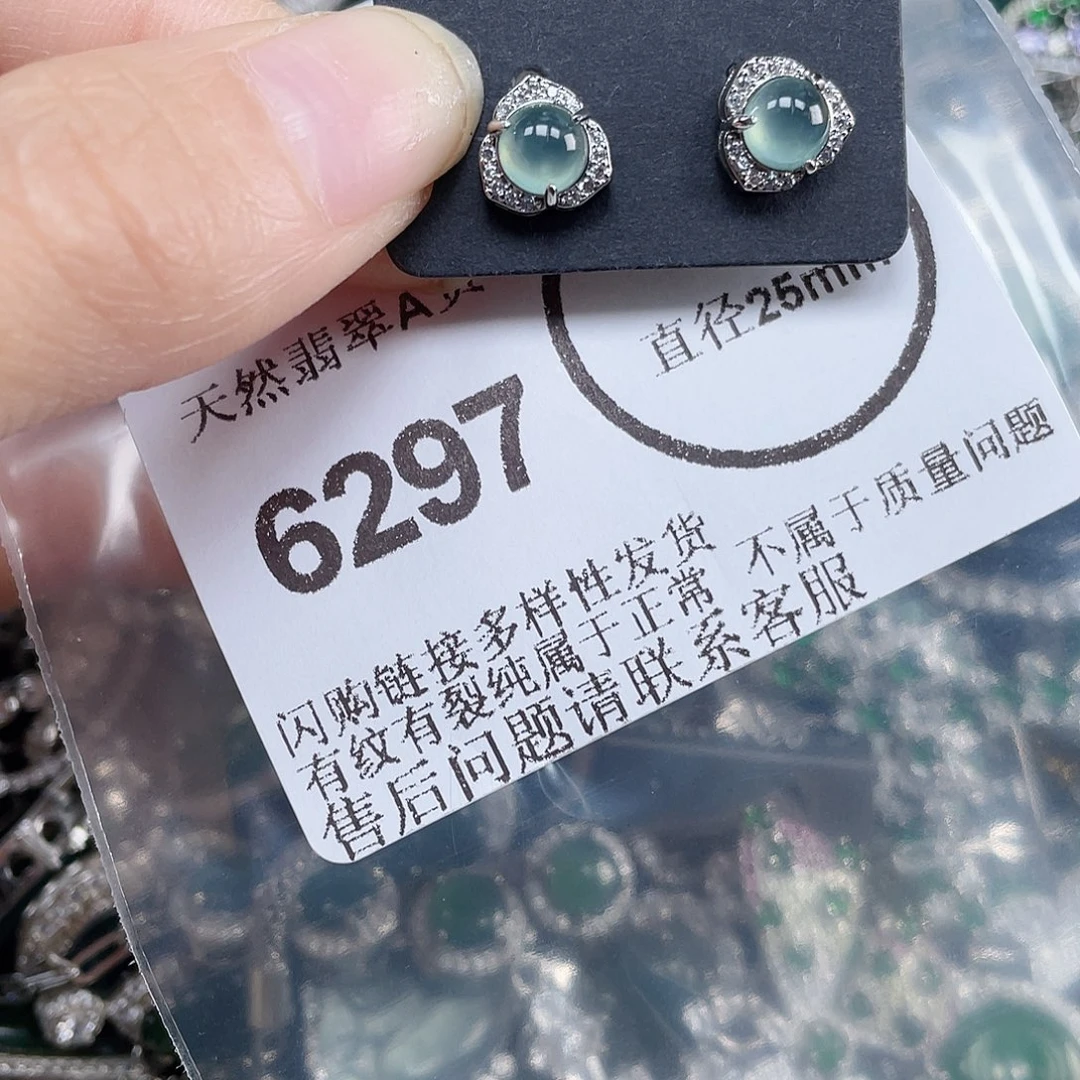 天然翡翠A货
直径25mm
6297
闪购链接多样性发货
有纹有裂纯属于正常 不属于质量问题
售后问题请联系客服